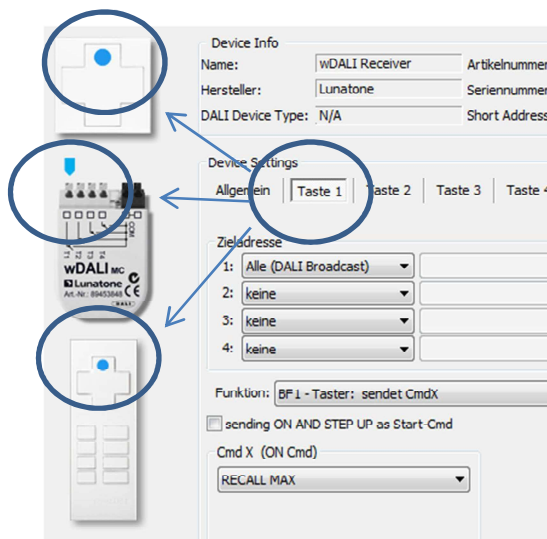 Device Info
Name: wDALI Receiver Artikelnummer
Hersteller: Lunatone Seriennummer
DALI Device Type: N/A Short Address
Device Settings
Allgemein Taste 1 Taste 2 Taste 3 Taste 4
Zieladresse
1: Alle (DALI Broadcast)
2: keine
3: keine
4: keine
Funktion: BF1 - Taster: sendet CmdX
sending ON AND STEP UP as Start-Cmd
Cmd X (ON Cmd)
RECALL MAX
COM
wDALI MC
Lunatone CE
Art.-Nr.: 89453848
DALI